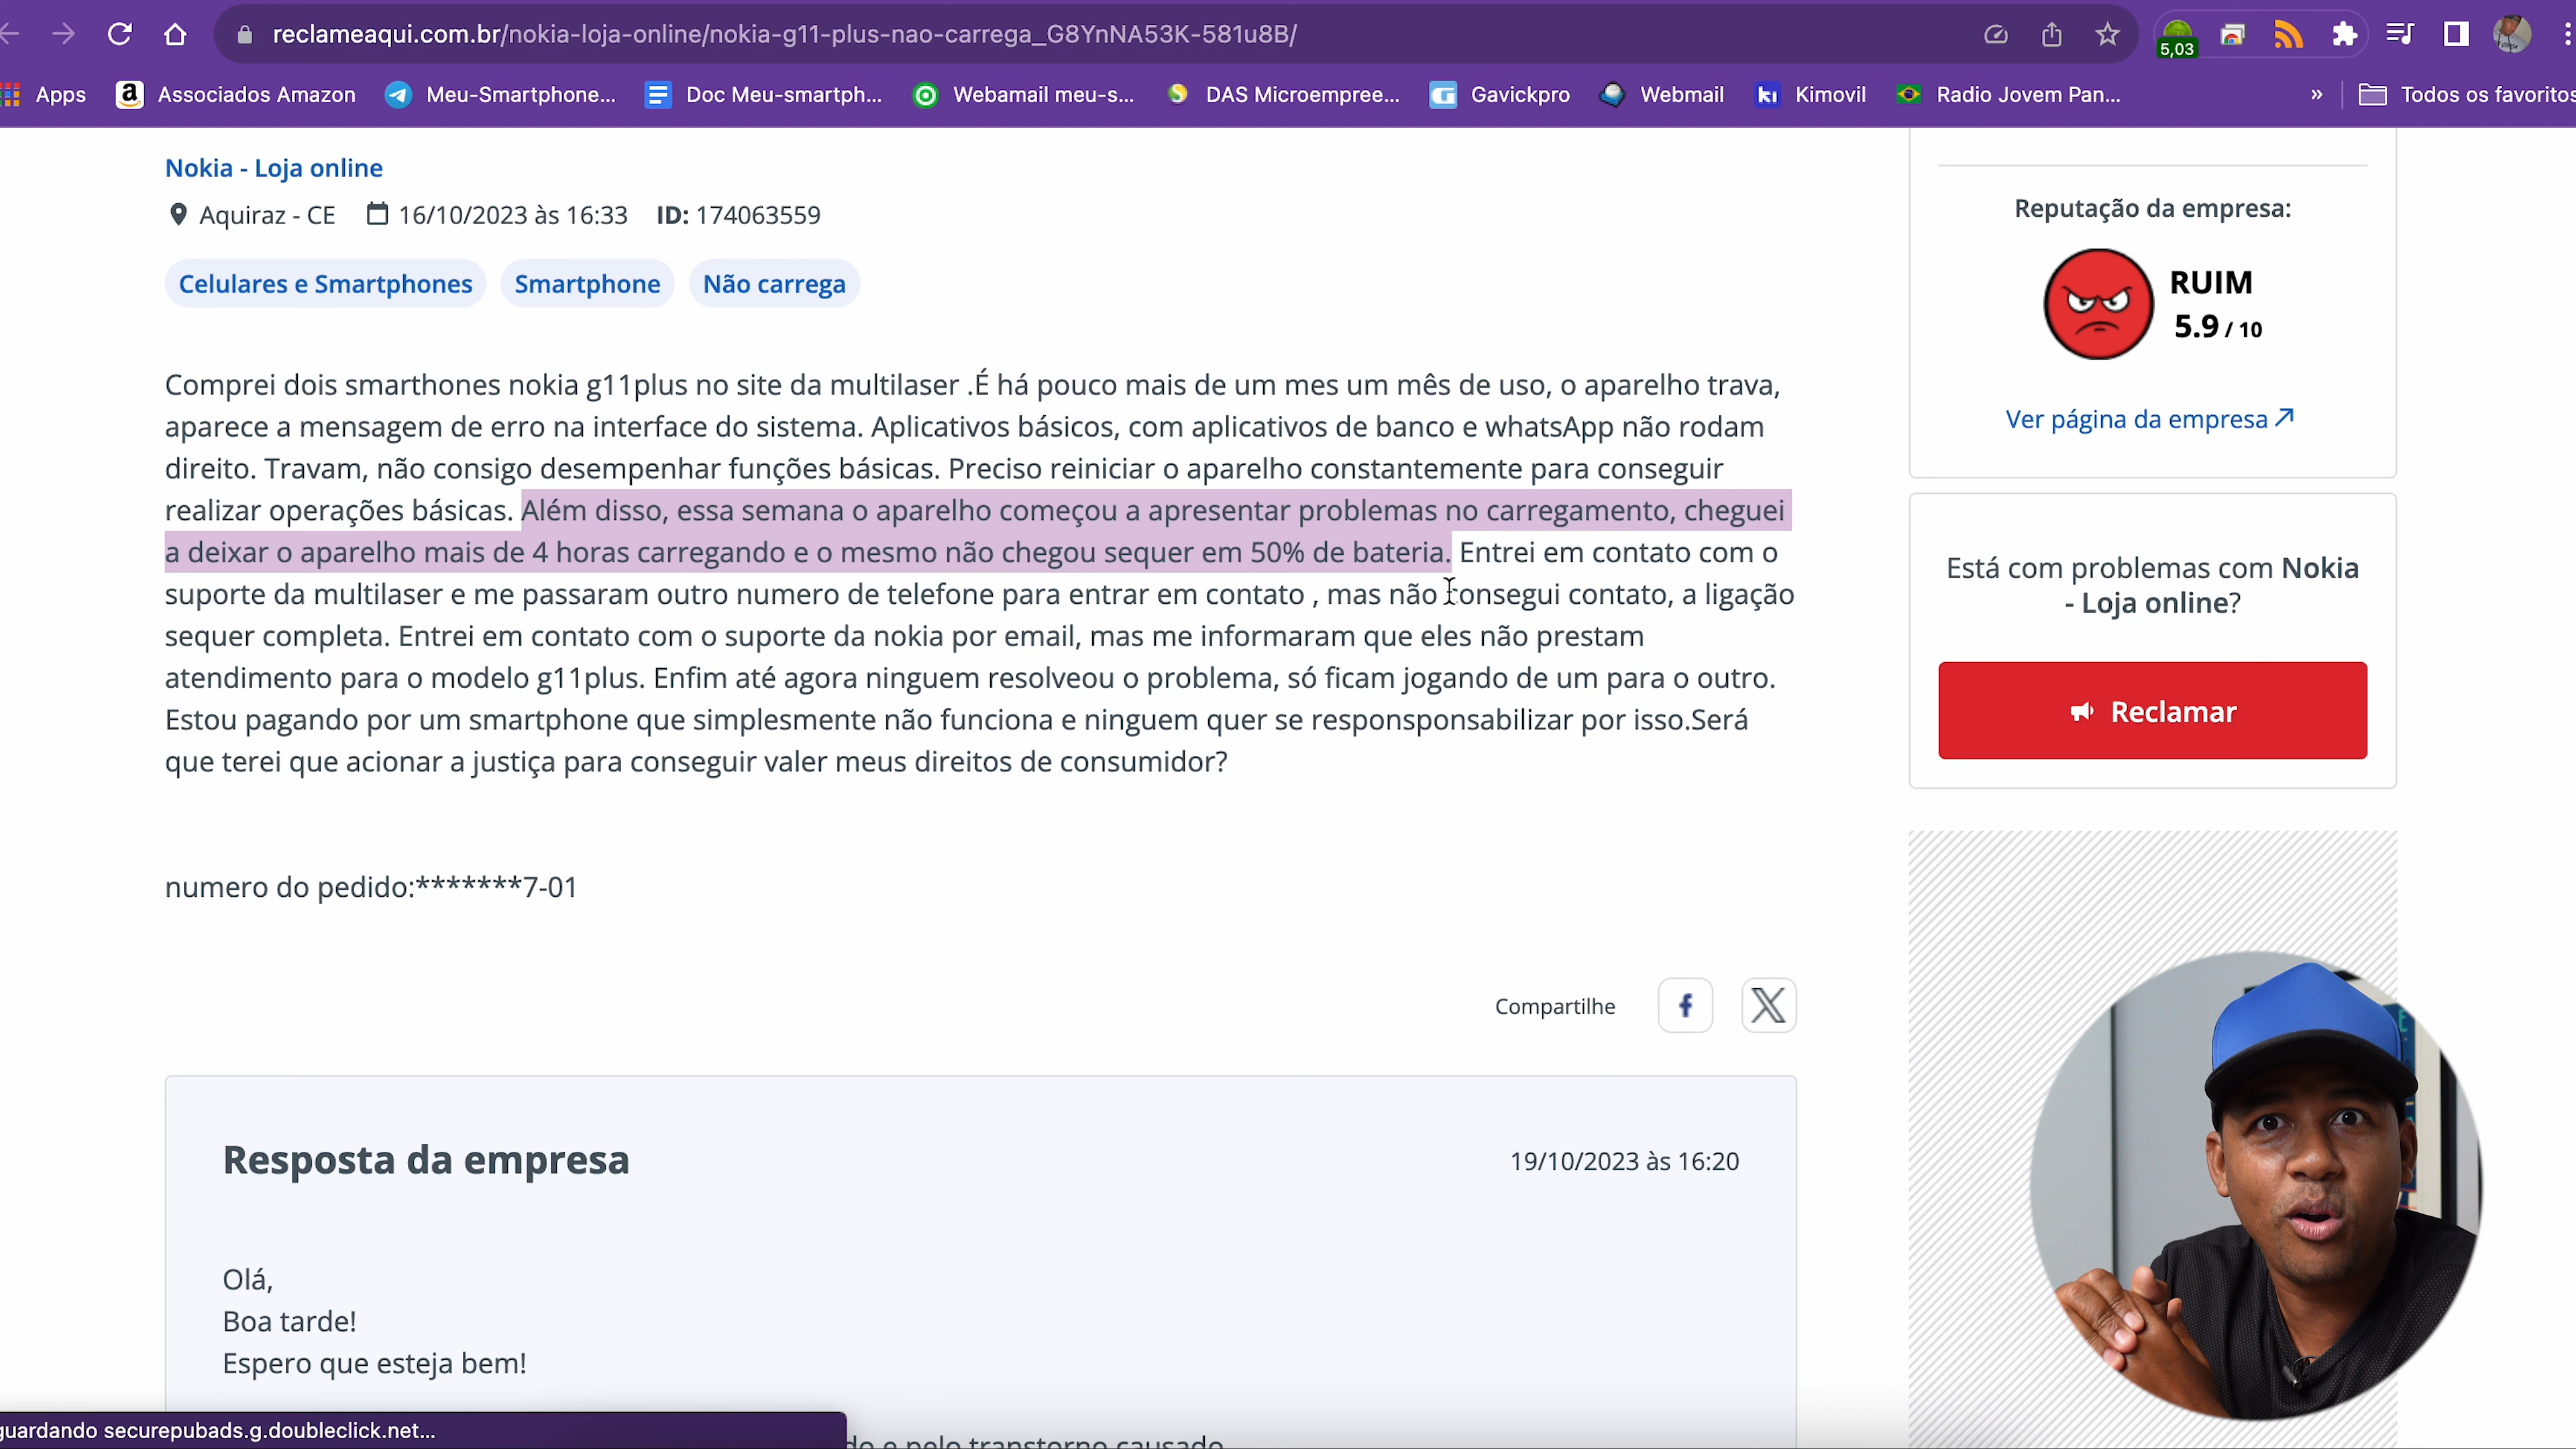 reclameaqui.com.br/nokia-loja-online/nokia-g11-plus-nao-carrega_G8YnNA53K-581u8B/
5,03
Apps
Associados Amazon
Meu-Smartphone...
Doc Meu-smartph...
Webamail meu-s...
DAS Microempree...
Gavickpro
Webmail
Kimovil
Radio Jovem Pan...
»
Todos os favoritos
Nokia - Loja online
Aquiraz - CE 16/10/2023 às 16:33 ID: 174063559
Celulares e Smartphones Smartphone Não carrega
Comprei dois smarthones nokia g11plus no site da multilaser .É há pouco mais de um mes um mês de uso, o aparelho trava,
aparece a mensagem de erro na interface do sistema. Aplicativos básicos, com aplicativos de banco e whatsApp não rodam
direito. Travam, não consigo desempenhar funções básicas. Preciso reiniciar o aparelho constantemente para conseguir
realizar operações básicas. Além disso, essa semana o aparelho começou a apresentar problemas no carregamento, cheguei
a deixar o aparelho mais de 4 horas carregando e o mesmo não chegou sequer em 50% de bateria. Entrei em contato com o
suporte da multilaser e me passaram outro numero de telefone para entrar em contato , mas não consegui contato, a ligação
sequer completa. Entrei em contato com o suporte da nokia por email, mas me informaram que eles não prestam
atendimento para o modelo g11plus. Enfim até agora ninguem resolveou o problema, só ficam jogando de um para o outro.
Estou pagando por um smartphone que simplesmente não funciona e ninguem quer se responsponsabilizar por isso.Será
que terei que acionar a justiça para conseguir valer meus direitos de consumidor?
numero do pedido:*******7-01
Compartilhe
Resposta da empresa
19/10/2023 às 16:20
Olá,
Boa tarde!
Espero que esteja bem!
do e pelo transtorno causado
guardando securepubads.g.doubleclick.net...
Reputação da empresa:
RUIM
5.9 / 10
Ver página da empresa
Está com problemas com Nokia
- Loja online?
Reclamar